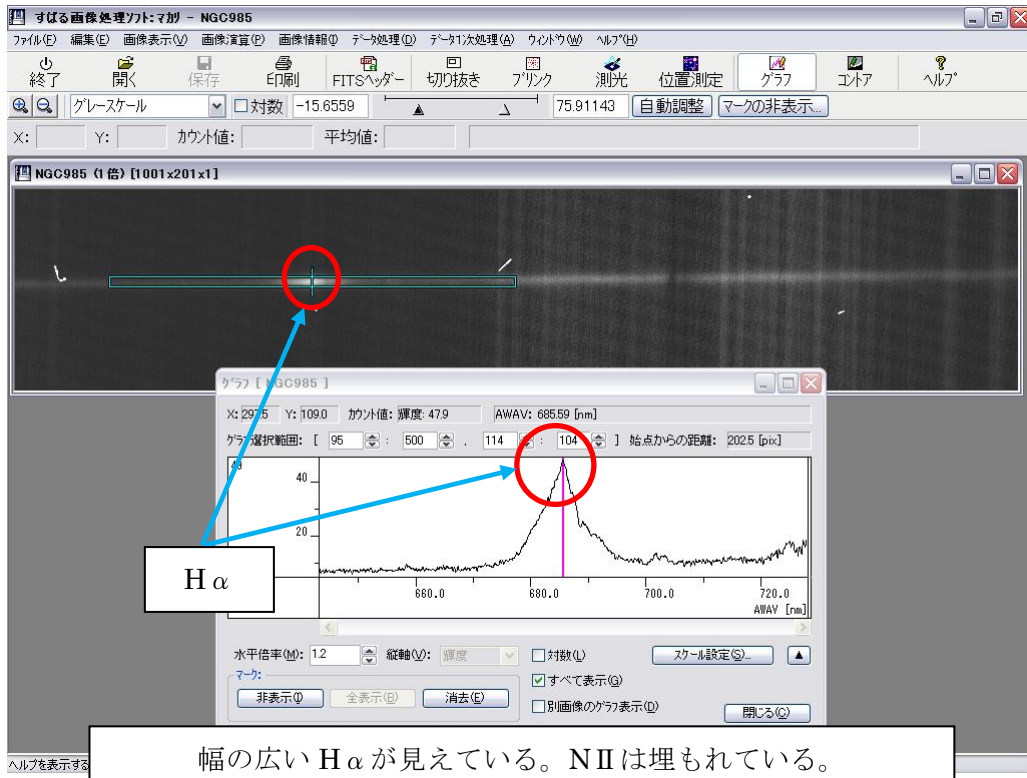 すばる画像処理ソフト:マカリ - NGC985
ファイル(F) 編集(E) 画像表示(V) 画像演算(P) 画像情報(I) データ処理(D) データ1次処理(A) ウィンドウ(W) ヘルプ(H)
終了 開く 保存 印刷 FITSヘッダー 切り抜き ブリンク 測光 位置測定 グラフ コントア ヘルプ
グレースケール 対数 -15.6559 75.91143 自動調整 マークの非表示...
X: Y: カウント値: 平均値:
NGC985 (1倍) [1001x201x1]
グラフ [ NGC985 ]
X: 297.5 Y: 109.0 カウント値: 輝度: 47.9 AWAV: 685.59 [nm]
グラフ選択範囲: [ 95 : 500 , 114 : 104 ] 始点からの距離: 202.5 [pix]
40
20
Hα
660.0 680.0 700.0 720.0
AWAV [nm]
水平倍率(M): 1.2 縦軸(V): 輝度 対数(L) スケール設定(S)... ▲
マーク: すべて表示(G)
非表示(I) 全表示(B) 消去(E) 別画像のグラフ表示(D) 閉じる(C)
幅の広いHαが見えている。NⅡは埋もれている。
ヘルプを表示する